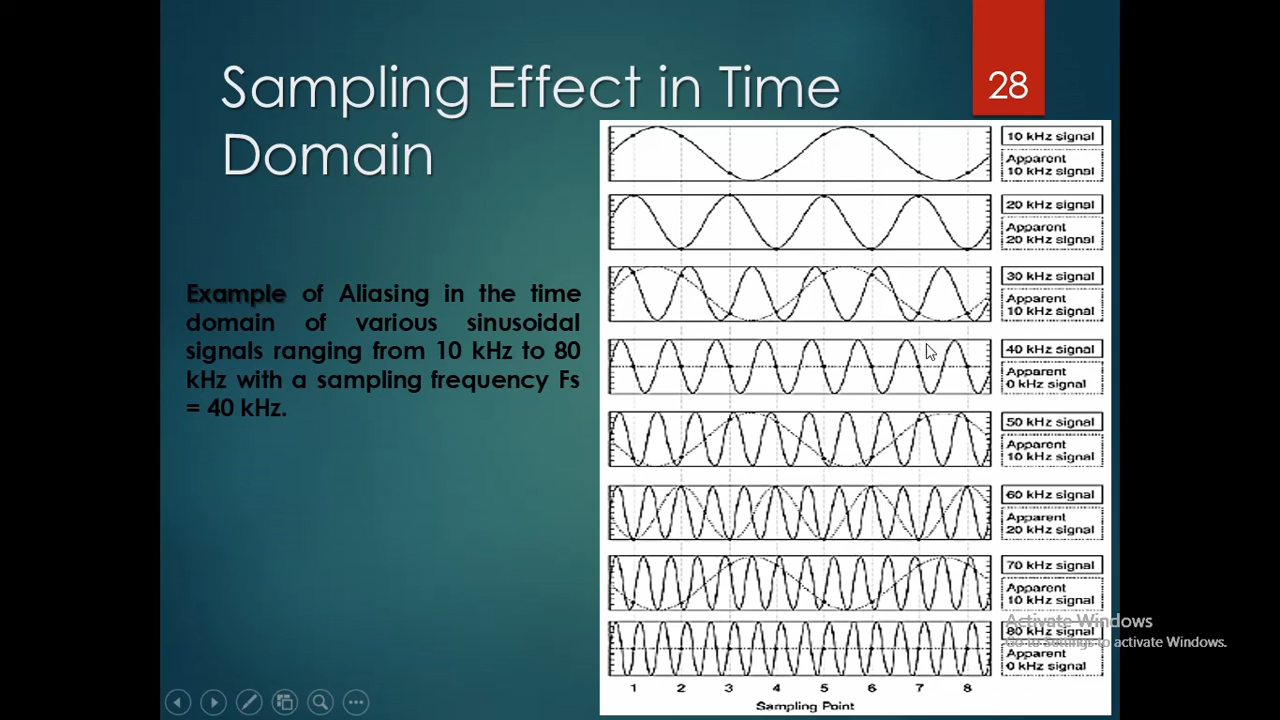 Sampling Effect in Time
Domain
28
Example of Aliasing in the time
domain of various sinusoidal
signals ranging from 10 kHz to 80
kHz with a sampling frequency Fs
= 40 kHz.
10 kHz signal
Apparent
10 kHz signal
20 kHz signal
Apparent
20 kHz signal
30 kHz signal
Apparent
10 kHz signal
40 kHz signal
Apparent
0 kHz signal
50 kHz signal
Apparent
10 kHz signal
60 kHz signal
Apparent
20 kHz signal
70 kHz signal
Apparent
10 kHz signal
80 kHz signal
Apparent
0 kHz signal
1 2 3 4 5 6 7 8
Sampling Point
Activate Windows
Go to Settings to activate Windows.